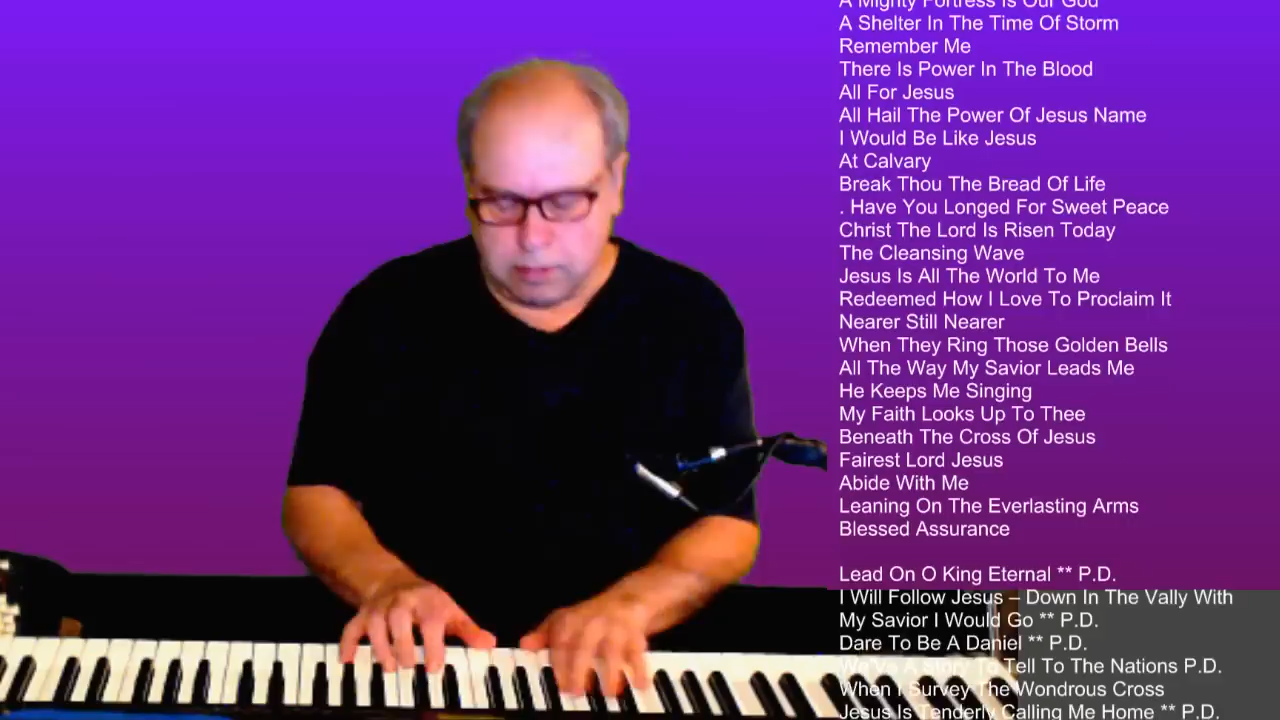 A Mighty Fortress Is Our God
A Shelter In The Time Of Storm
Remember Me
There Is Power In The Blood
All For Jesus
All Hail The Power Of Jesus Name
I Would Be Like Jesus
At Calvary
Break Thou The Bread Of Life
. Have You Longed For Sweet Peace
Christ The Lord Is Risen Today
The Cleansing Wave
Jesus Is All The World To Me
Redeemed How I Love To Proclaim It
Nearer Still Nearer
When They Ring Those Golden Bells
All The Way My Savior Leads Me
He Keeps Me Singing
My Faith Looks Up To Thee
Beneath The Cross Of Jesus
Fairest Lord Jesus
Abide With Me
Leaning On The Everlasting Arms
Blessed Assurance
Lead On O King Eternal ** P.D.
I Will Follow Jesus – Down In The Vally With
My Savior I Would Go ** P.D.
Dare To Be A Daniel ** P.D.
We've A Story To Tell To The Nations P.D.
When I Survey The Wondrous Cross
Jesus Is Tenderly Calling Me Home ** P.D.